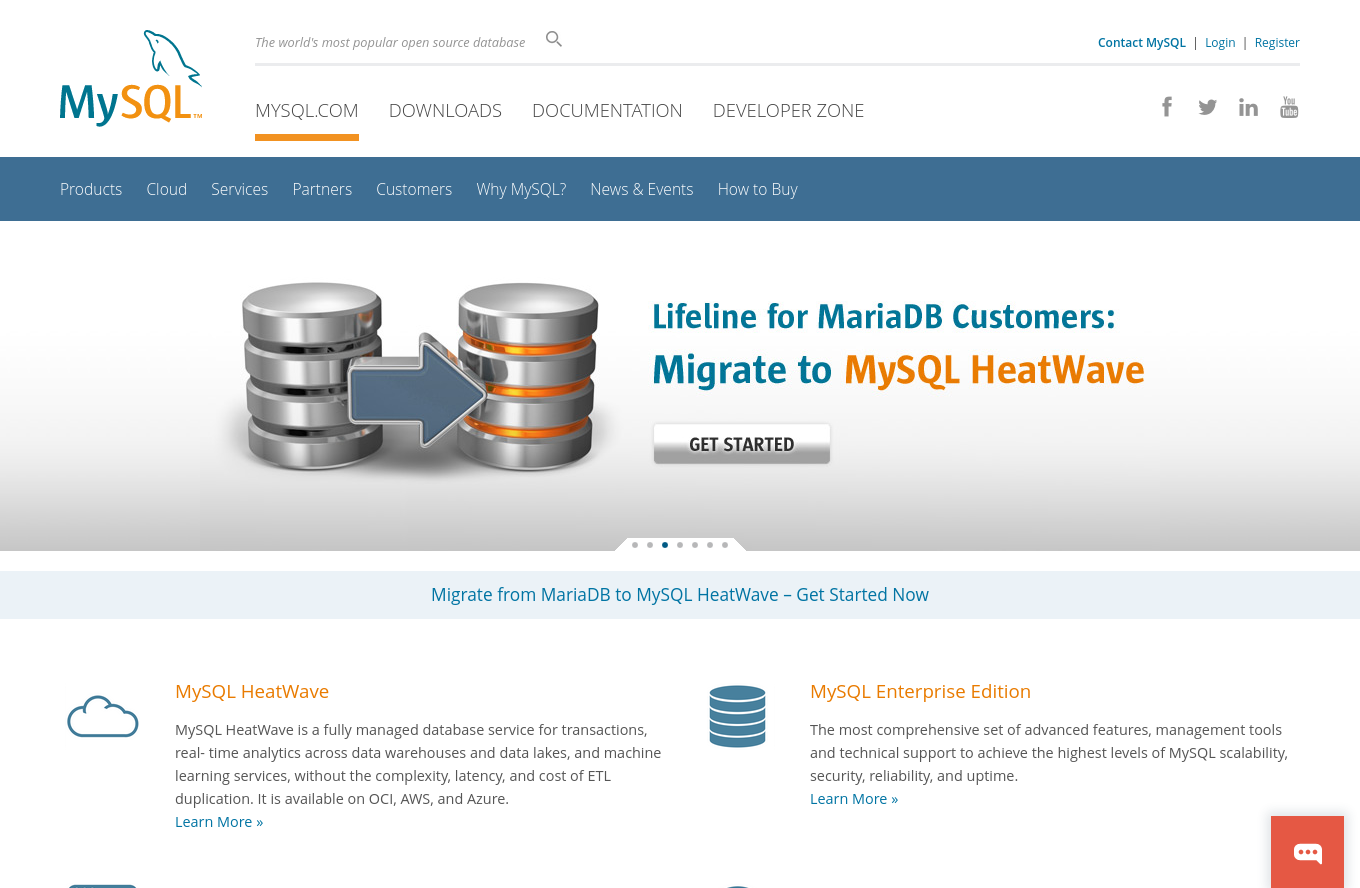 The world's most popular open source database
Contact MySQL | Login | Register
MySQL™
MYSQL.COM DOWNLOADS DOCUMENTATION DEVELOPER ZONE
You Tube
Products Cloud Services Partners Customers Why MySQL? News & Events How to Buy
Lifeline for MariaDB Customers:
Migrate to MySQL HeatWave
GET STARTED
Migrate from MariaDB to MySQL HeatWave – Get Started Now
MySQL HeatWave
MySQL HeatWave is a fully managed database service for transactions,
real- time analytics across data warehouses and data lakes, and machine
learning services, without the complexity, latency, and cost of ETL
duplication. It is available on OCI, AWS, and Azure.
Learn More »
MySQL Enterprise Edition
The most comprehensive set of advanced features, management tools
and technical support to achieve the highest levels of MySQL scalability,
security, reliability, and uptime.
Learn More »